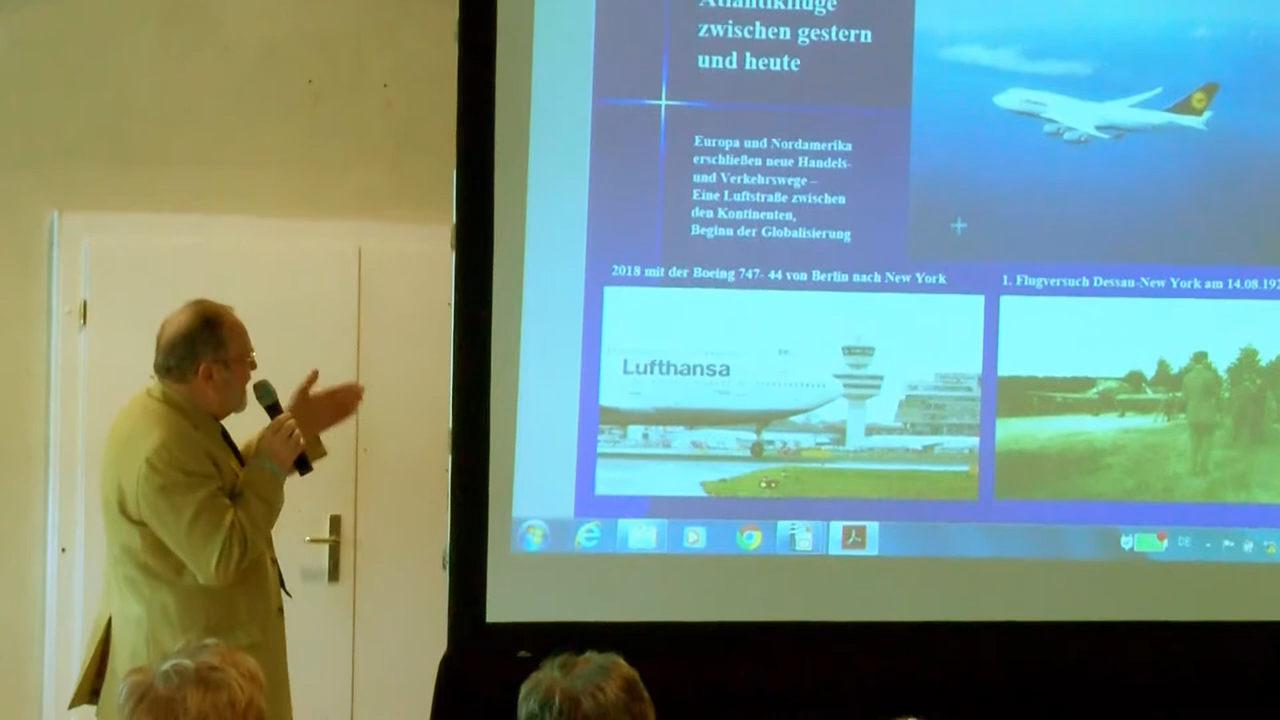 Atlantikflüge
zwischen gestern
und heute
Europa und Nordamerika
erschließen neue Handels-
und Verkehrswege –
Eine Luftstraße zwischen
den Kontinenten,
Beginn der Globalisierung
2018 mit der Boeing 747- 44 von Berlin nach New York
1. Flugversuch Dessau-New York am 14.08.192
Lufthansa
DE